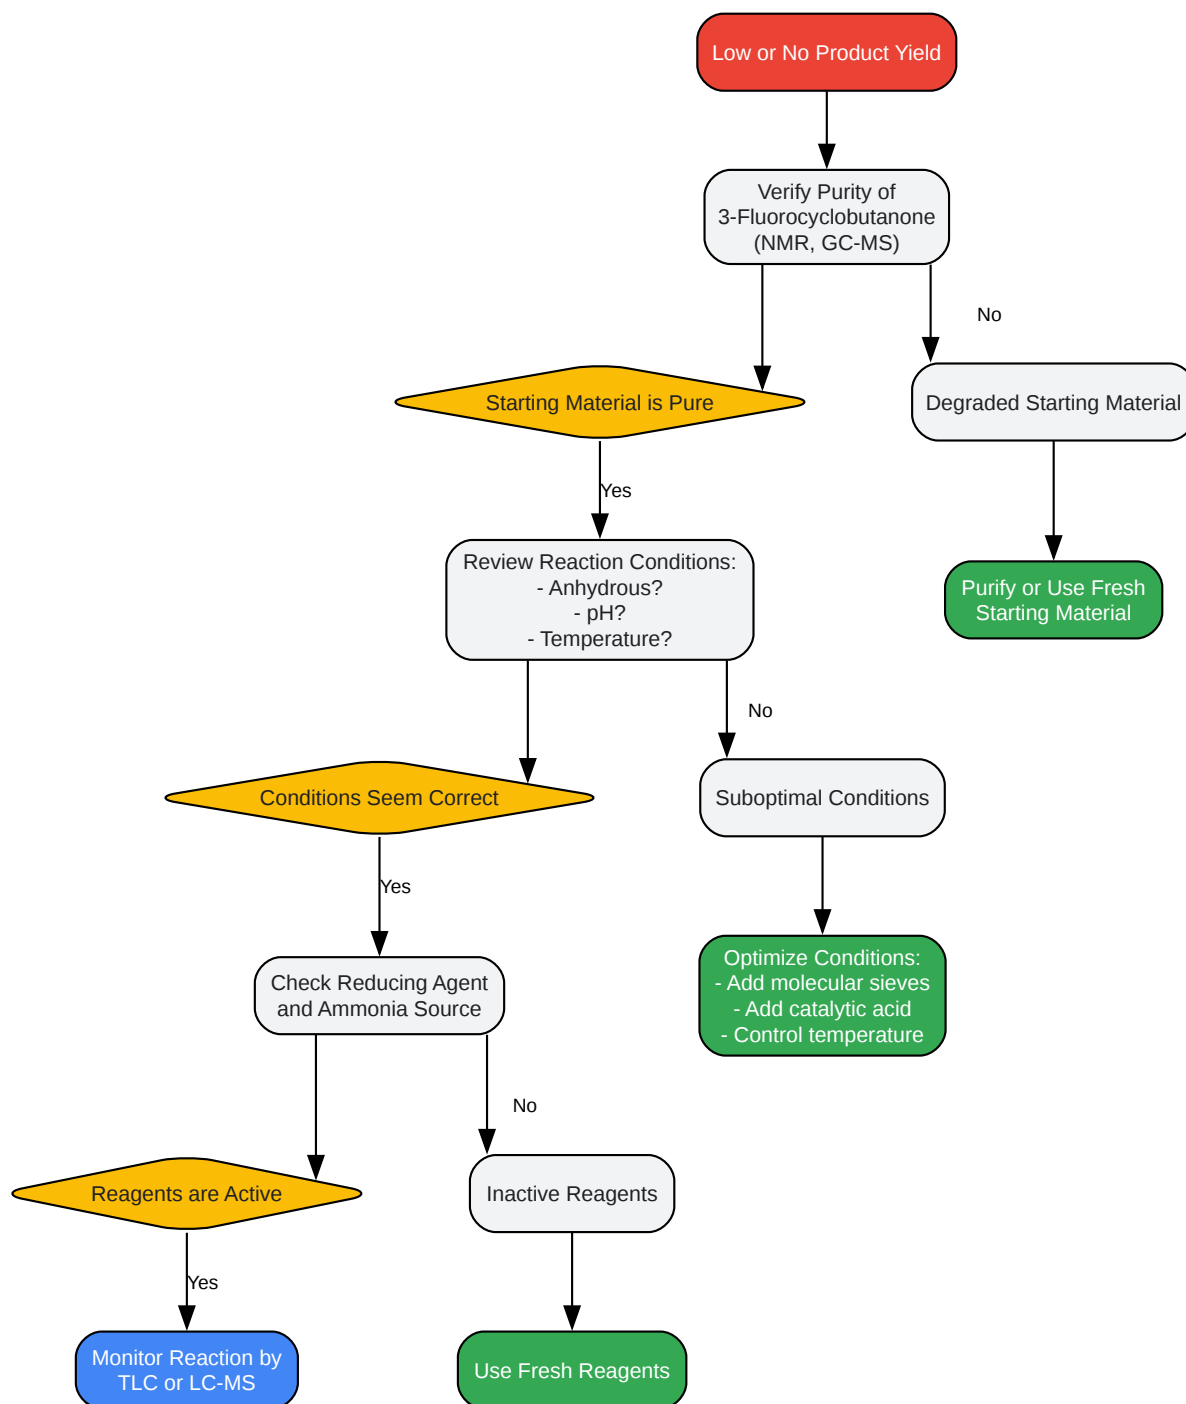 Low or No Product Yield
Verify Purity of
3-Fluorocyclobutanone
(NMR, GC-MS)
No
Starting Material is Pure
Degraded Starting Material
Yes
Review Reaction Conditions:
- Anhydrous?
- pH?
- Temperature?
Purify or Use Fresh
Starting Material
No
Conditions Seem Correct
Suboptimal Conditions
Yes
Check Reducing Agent
and Ammonia Source
Optimize Conditions:
- Add molecular sieves
- Add catalytic acid
- Control temperature
No
Reagents are Active
Inactive Reagents
Yes
Monitor Reaction by
TLC or LC-MS
Use Fresh Reagents